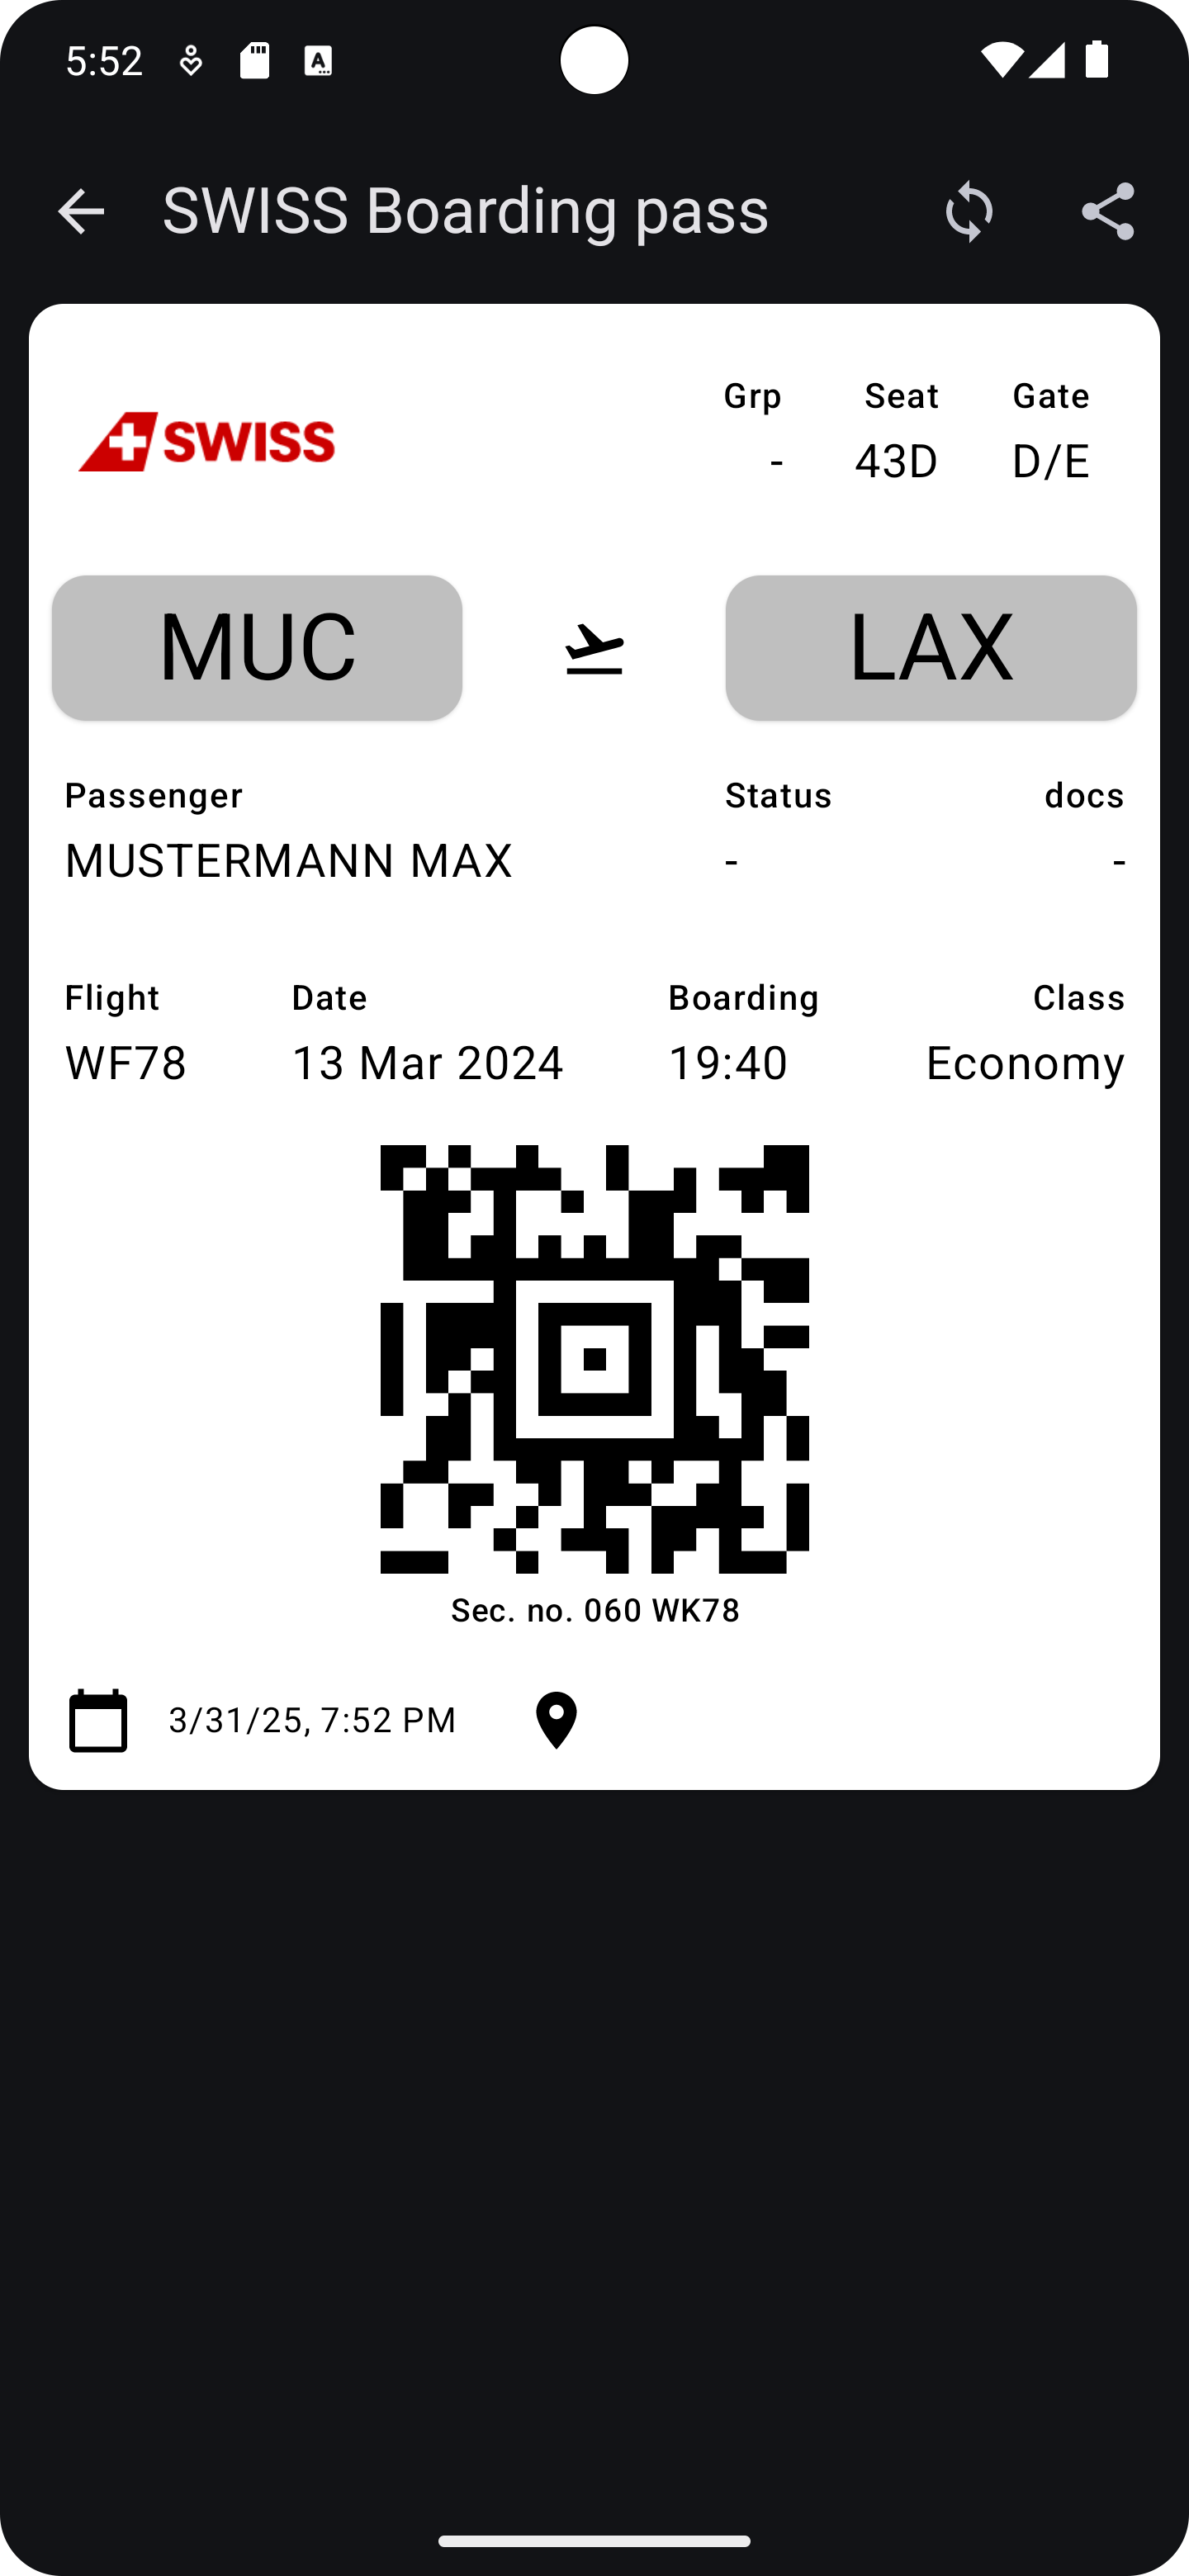 5:52
SWISS Boarding pass
Grp Seat Gate
SWISS
- 43D D/E
MUC LAX
Passenger Status docs
MUSTERMANN MAX - -
Flight Date Boarding Class
WF78 13 Mar 2024 19:40 Economy
Sec. no. 060 WK78
3/31/25, 7:52 PM